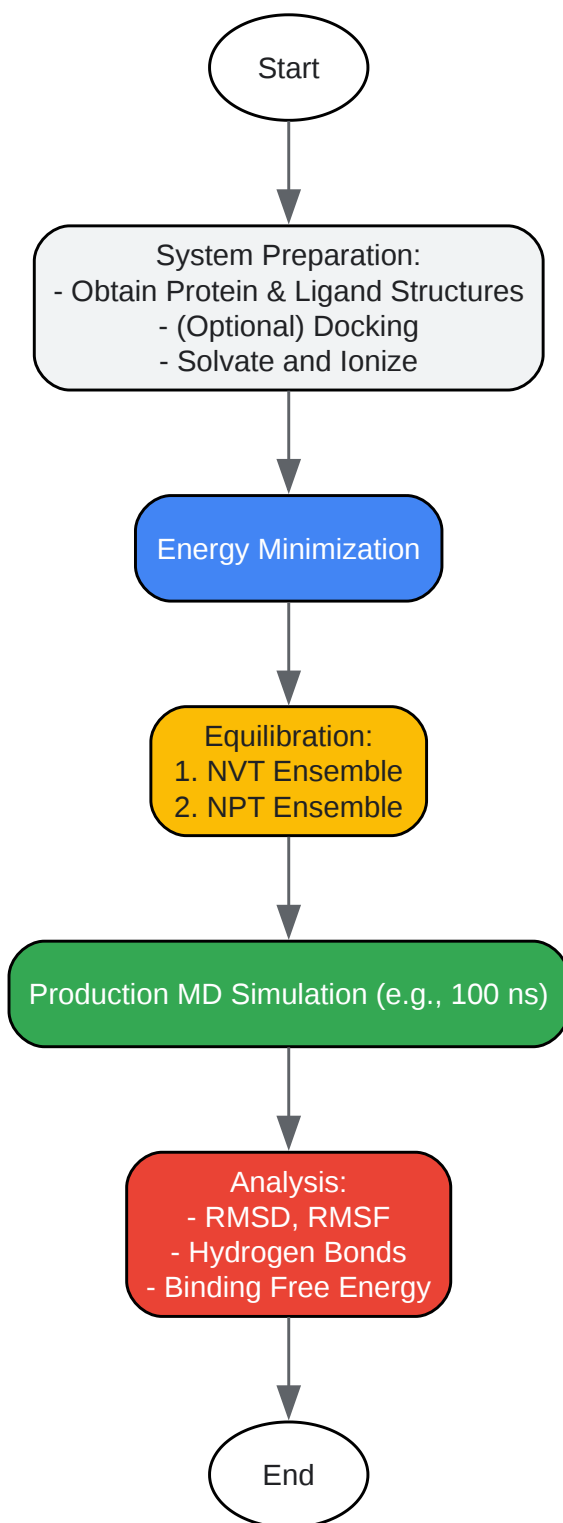 Start
System Preparation:
- Obtain Protein & Ligand Structures
- (Optional) Docking
- Solvate and Ionize
Energy Minimization
Equilibration:
1. NVT Ensemble
2. NPT Ensemble
Production MD Simulation (e.g., 100 ns)
Analysis:
- RMSD, RMSF
- Hydrogen Bonds
- Binding Free Energy
End